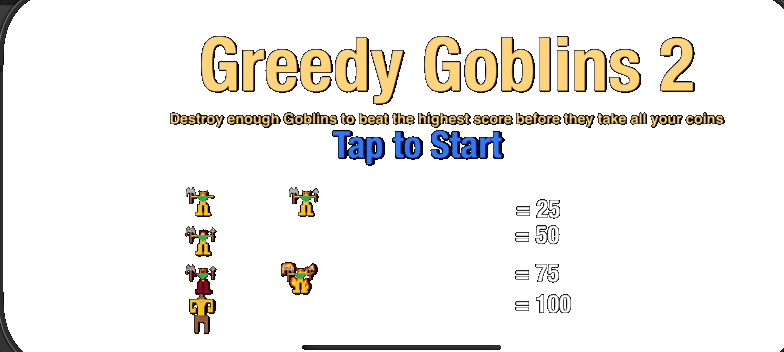 Greedy Goblins 2
Destroy enough Goblins to beat the highest score before they take all your coins
Tap to Start
= 25
= 50
= 75
= 100